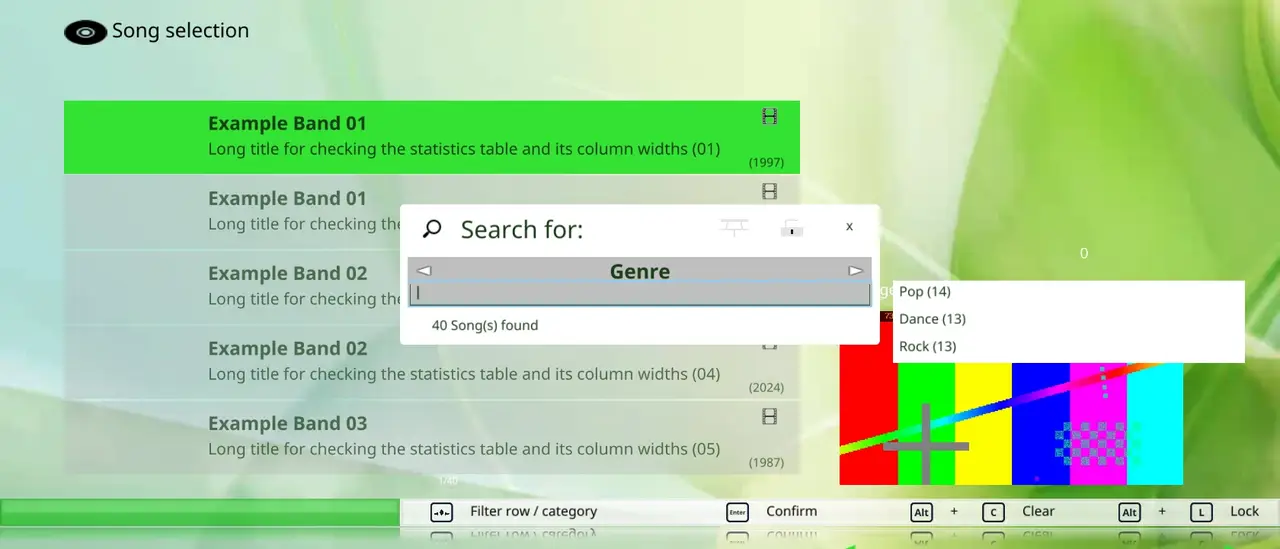 Song selection
Example Band 01
Long title for checking the statistics table and its column widths (01)
(1997)
Example Band 01
Long title for checking the
Example Band 02
Long title for checking the
Example Band 02
Long title for checking the statistics table and its column widths (04)
(2024)
Example Band 03
Long title for checking the statistics table and its column widths (05)
(1987)
1/40
Search for:
x
Genre
40 Song(s) found
0
Pop (14)
Dance (13)
Rock (13)
Filter row / category
Enter Confirm
Alt + C Clear
Alt + L Lock